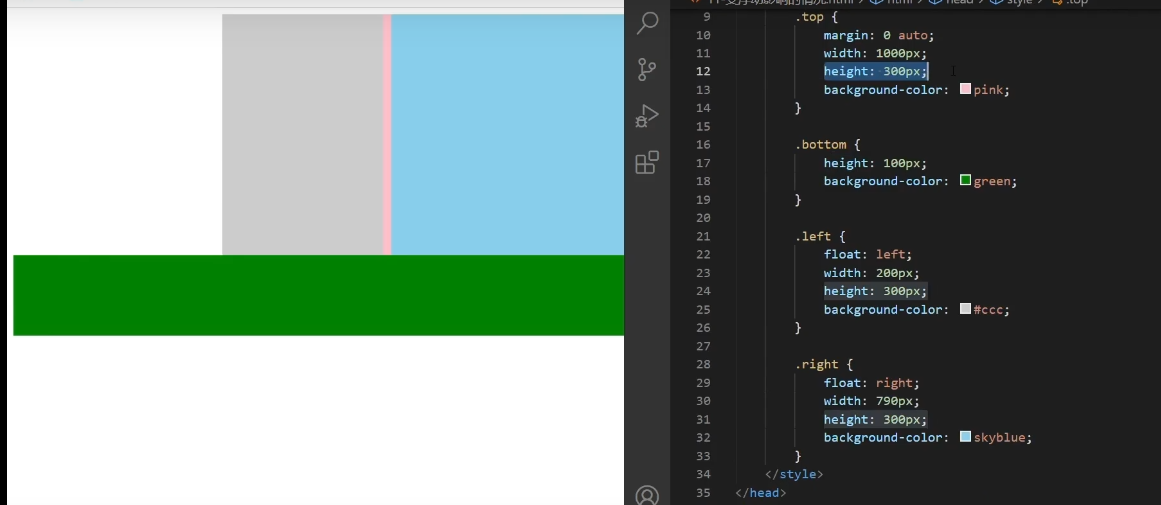 html > head > style > .top
9 .top {
10 margin: 0 auto;
11 width: 1000px;
12 height: 300px;
13 background-color: pink;
14 }
15
16 .bottom {
17 height: 100px;
18 background-color: green;
19 }
20
21 .left {
22 float: left;
23 width: 200px;
24 height: 300px;
25 background-color: #ccc;
26 }
27
28 .right {
29 float: right;
30 width: 790px;
31 height: 300px;
32 background-color: skyblue;
33 }
34 </style>
35 </head>